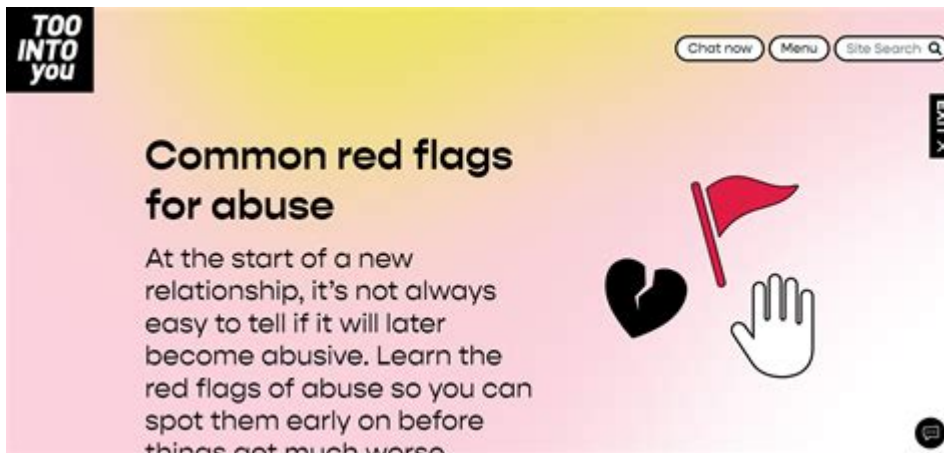 TOO
INTO
you
Chat now
Menu
Site Search
EXIT X
Common red flags
for abuse
At the start of a new
relationship, it's not always
easy to tell if it will later
become abusive. Learn the
red flags of abuse so you can
spot them early on before
things get much worse.